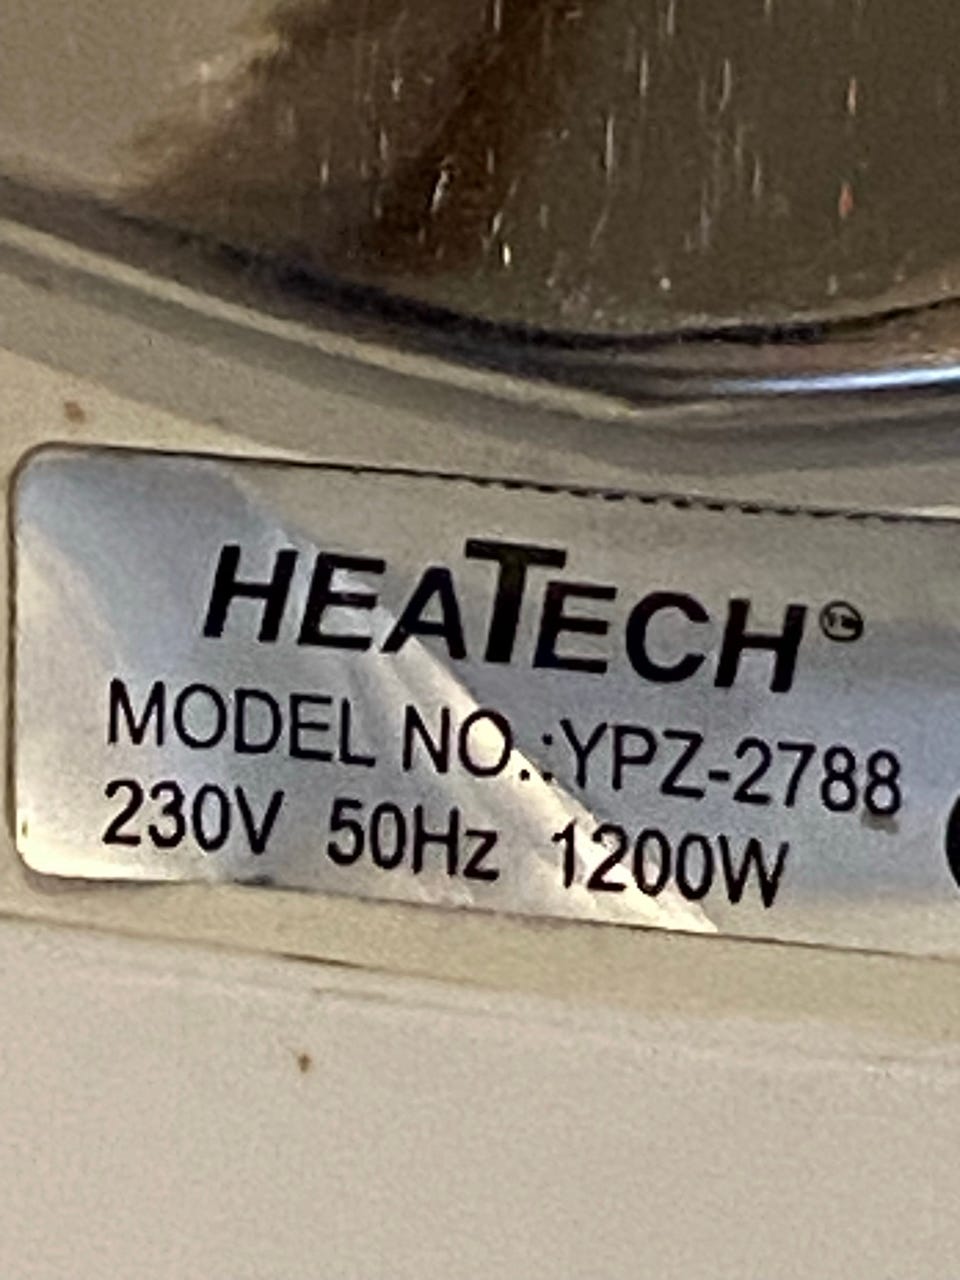 HEATECH
MODEL NO.:YPZ-2788
230V 50Hz 1200W